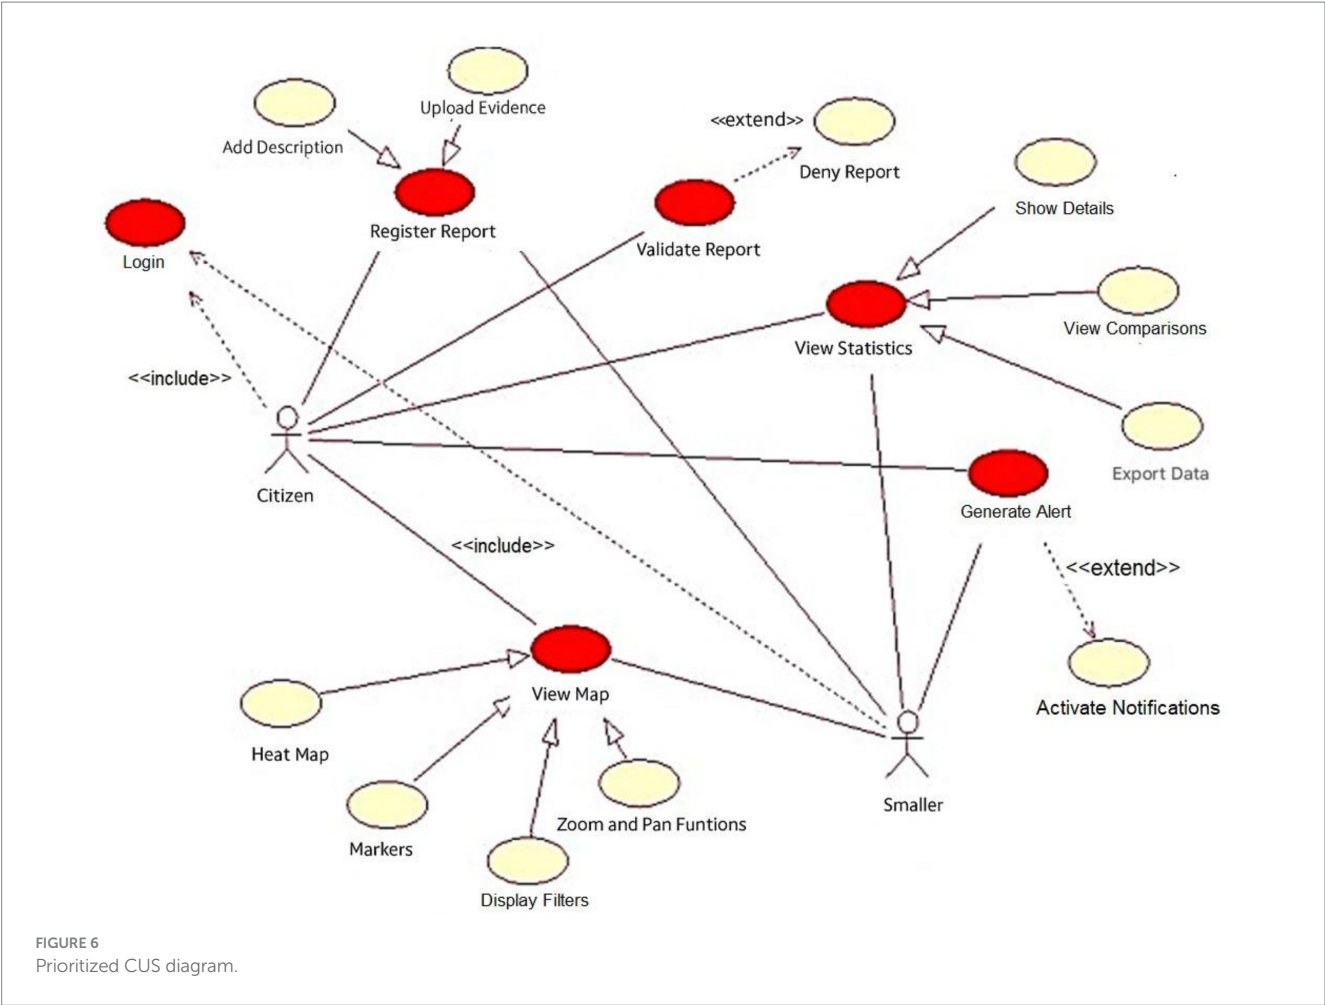 Upload Evidence
Add Description
<<extend>>
Deny Report
Show Details
Register Report
Validate Report
Login
View Comparisons
View Statistics
<<include>>
Export Data
Citizen
Generate Alert
<<include>>
<<extend>>
View Map
Activate Notifications
Heat Map
Smaller
Zoom and Pan Funtions
Markers
Display Filters
FIGURE 6
Prioritized CUS diagram.